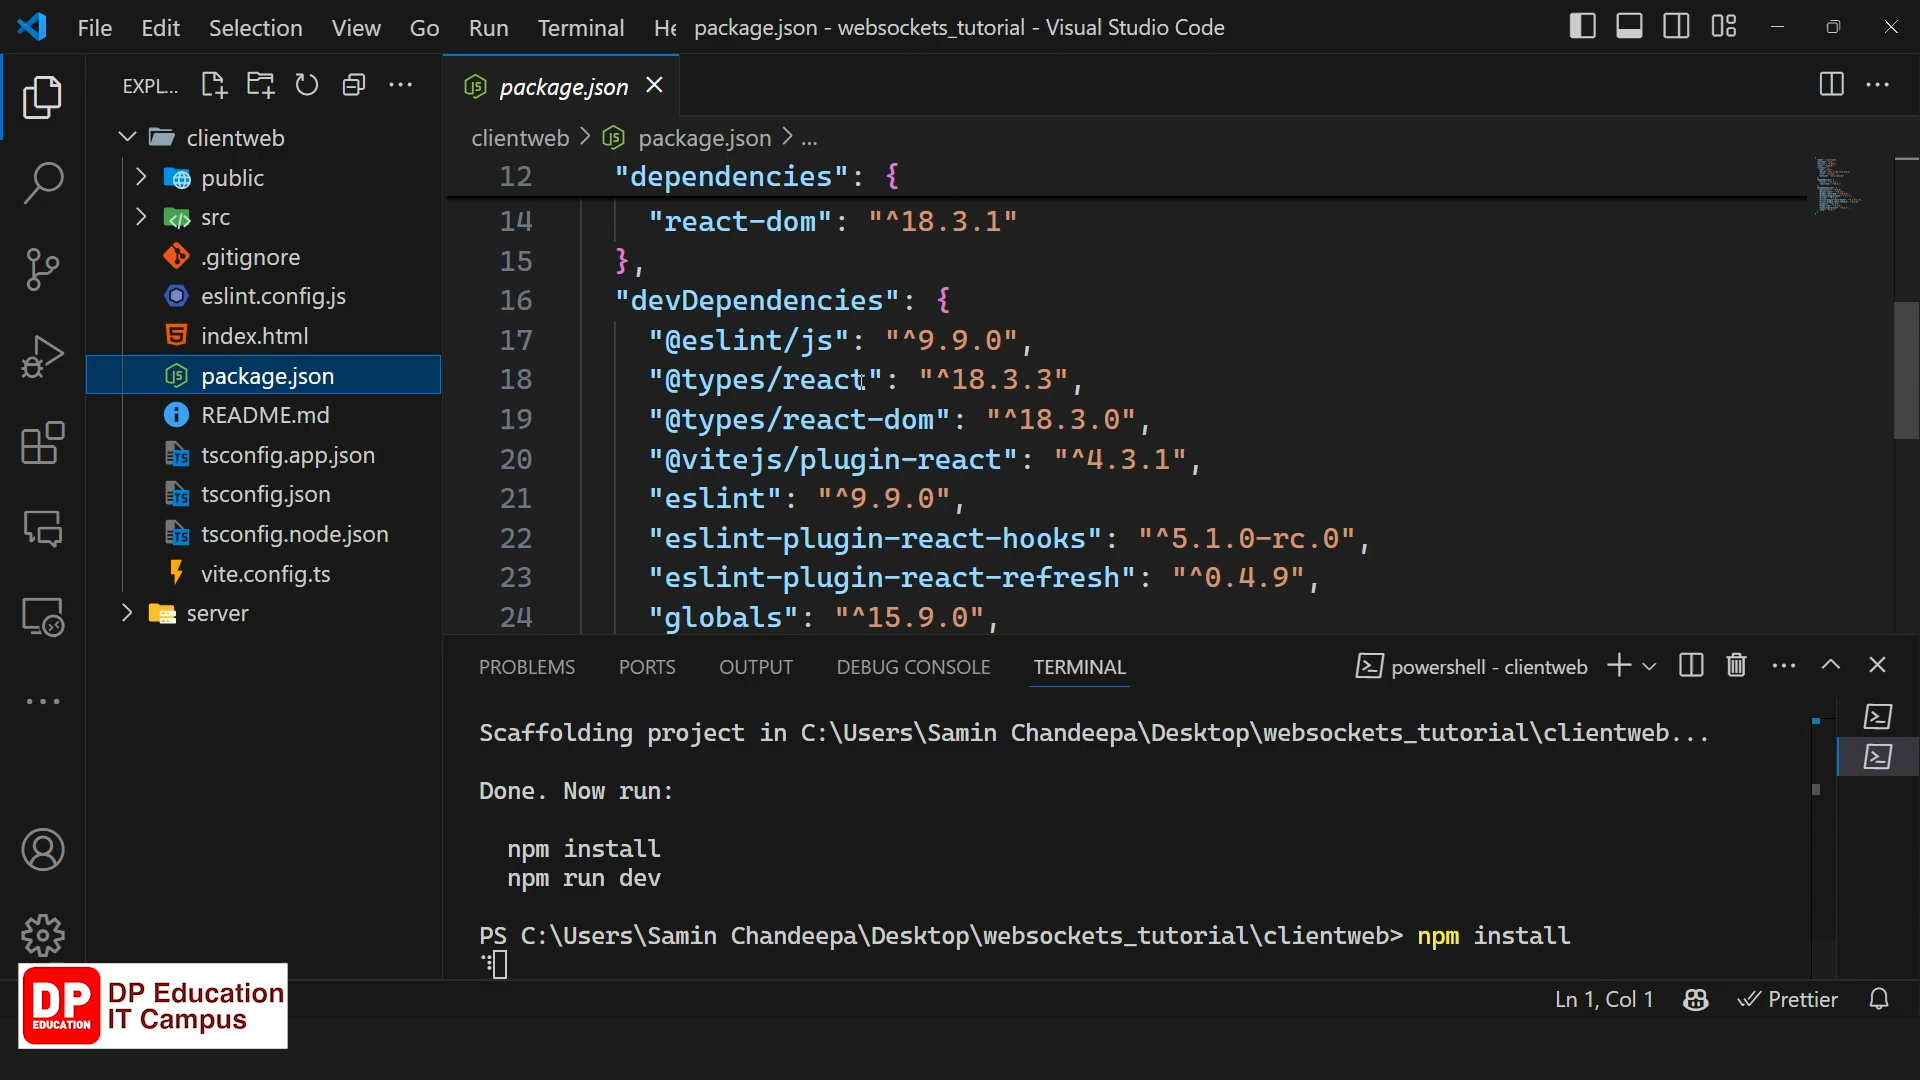 File Edit Selection View Go Run Terminal He package.json - websockets_tutorial - Visual Studio Code
EXPL...
clientweb
public
src
.gitignore
eslint.config.js
index.html
package.json
README.md
tsconfig.app.json
tsconfig.json
tsconfig.node.json
vite.config.ts
server
package.json
clientweb > package.json > ...
12 "dependencies": {
14 "react-dom": "^18.3.1"
15 },
16 "devDependencies": {
17 "@eslint/js": "^9.9.0",
18 "@types/react": "^18.3.3",
19 "@types/react-dom": "^18.3.0",
20 "@vitejs/plugin-react": "^4.3.1",
21 "eslint": "^9.9.0",
22 "eslint-plugin-react-hooks": "^5.1.0-rc.0",
23 "eslint-plugin-react-refresh": "^0.4.9",
24 "globals": "^15.9.0",
PROBLEMS PORTS OUTPUT DEBUG CONSOLE TERMINAL powershell - clientweb
Scaffolding project in C:\Users\Samin Chandeepa\Desktop\websockets_tutorial\clientweb...
Done. Now run:
npm install
npm run dev
PS C:\Users\Samin Chandeepa\Desktop\websockets_tutorial\clientweb> npm install
Ln 1, Col 1 Prettier
DP EDUCATION
DP Education
IT Campus